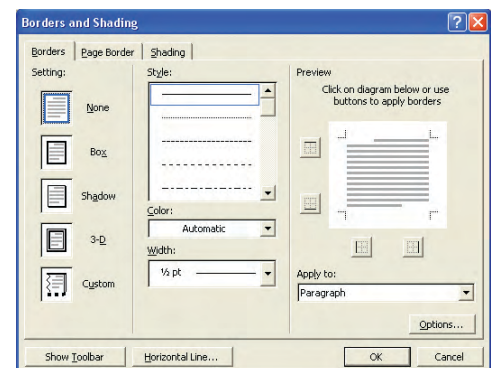 Borders and Shading
Borders
Page Border
Shading
Setting:
None
Box
Shadow
3-D
Custom
Style:
Color:
Automatic
Width:
½ pt
Preview
Click on diagram below or use
buttons to apply borders
Apply to:
Paragraph
Options...
Show Toolbar
Horizontal Line...
OK
Cancel